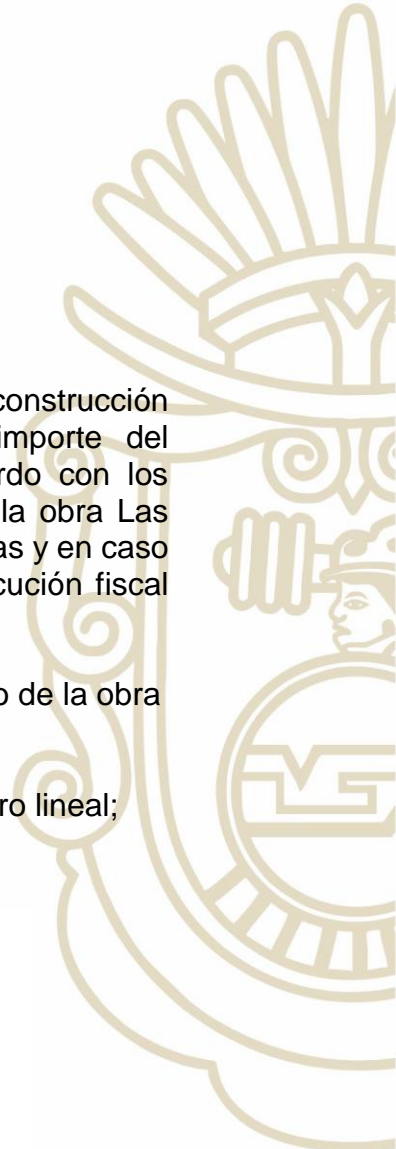 construcción
importe del
rdo con los
la obra Las
as y en caso
cución fiscal
o de la obra
ro lineal;